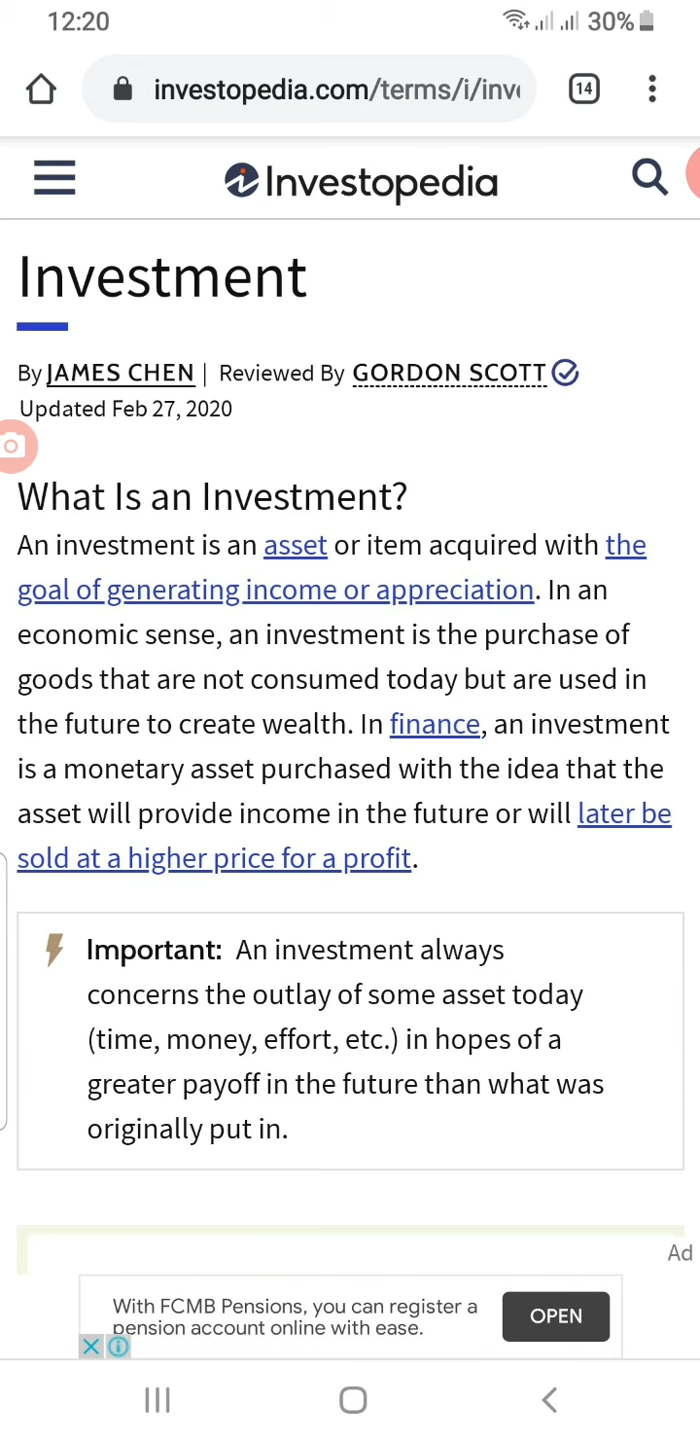 12:20
30%
investopedia.com/terms/i/inv
14
Investopedia
Investment
By JAMES CHEN | Reviewed By GORDON SCOTT
Updated Feb 27, 2020
What Is an Investment?
An investment is an asset or item acquired with the
goal of generating income or appreciation. In an
economic sense, an investment is the purchase of
goods that are not consumed today but are used in
the future to create wealth. In finance, an investment
is a monetary asset purchased with the idea that the
asset will provide income in the future or will later be
sold at a higher price for a profit.
Important: An investment always
concerns the outlay of some asset today
(time, money, effort, etc.) in hopes of a
greater payoff in the future than what was
originally put in.
Ad
With FCMB Pensions, you can register a
pension account online with ease.
OPEN